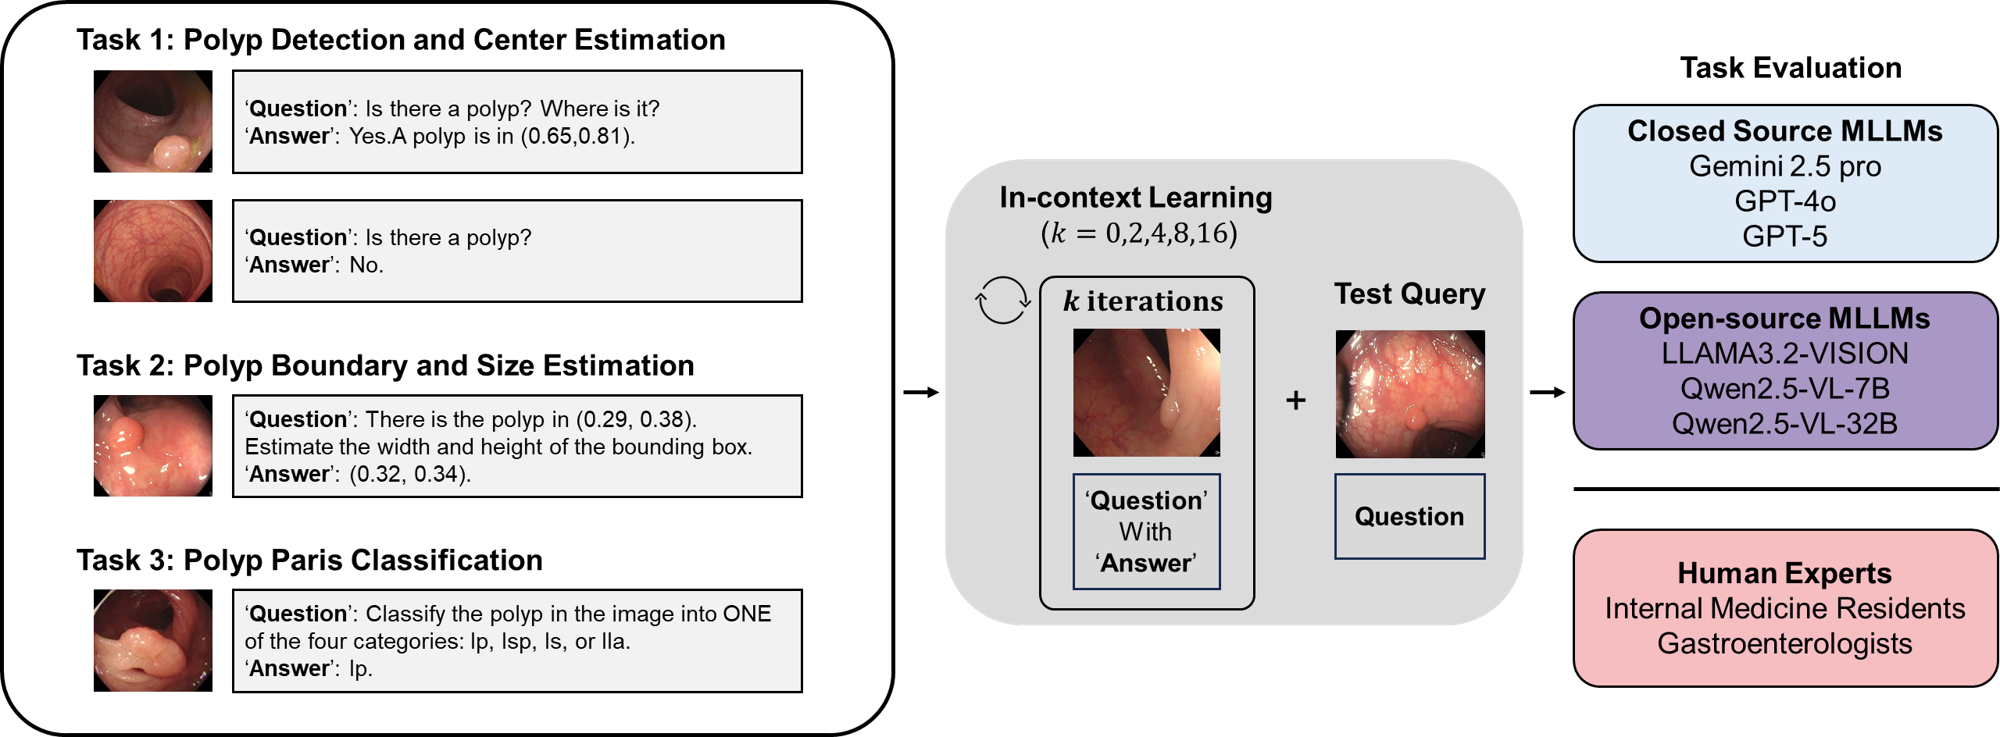 Task 1: Polyp Detection and Center Estimation
‘Question’: Is there a polyp? Where is it?
‘Answer’: Yes.A polyp is in (0.65,0.81).
‘Question’: Is there a polyp?
‘Answer’: No.
Task 2: Polyp Boundary and Size Estimation
‘Question’: There is the polyp in (0.29, 0.38).
Estimate the width and height of the bounding box.
‘Answer’: (0.32, 0.34).
Task 3: Polyp Paris Classification
‘Question’: Classify the polyp in the image into ONE
of the four categories: Ip, Isp, Is, or IIa.
‘Answer’: Ip.
In-context Learning
(k = 0,2,4,8,16)
k iterations
‘Question’
With
‘Answer’
+
Test Query
Question
Task Evaluation
Closed Source MLLMs
Gemini 2.5 pro
GPT-4o
GPT-5
Open-source MLLMs
LLAMA3.2-VISION
Qwen2.5-VL-7B
Qwen2.5-VL-32B
Human Experts
Internal Medicine Residents
Gastroenterologists